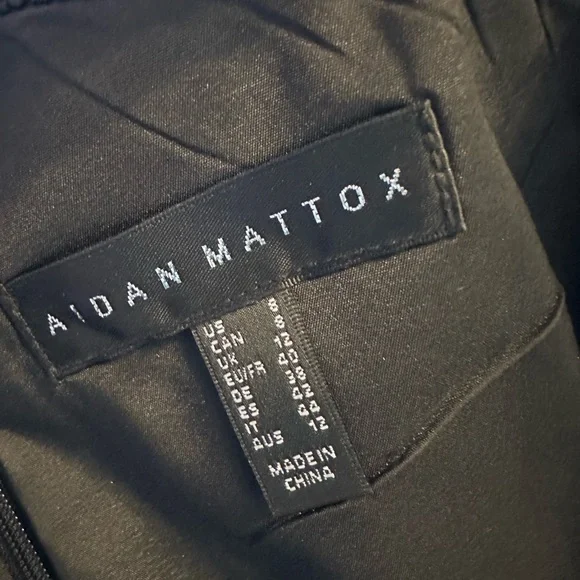 AIDAN MATTOX
US 8
CAN 8
UK 12
EU/FR 40
DE 38
ES 42
IT 44
AUS 12
MADE IN
CHINA